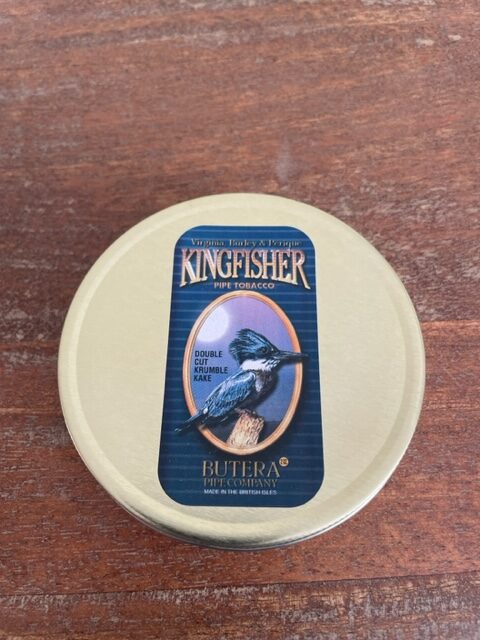 Virginia, Burley & Perique
KINGFISHER
PIPE TOBACCO
DOUBLE
CUT
KRUMBLE
KAKE
BUTERA
PIPE COMPANY
MADE IN THE BRITISH ISLES